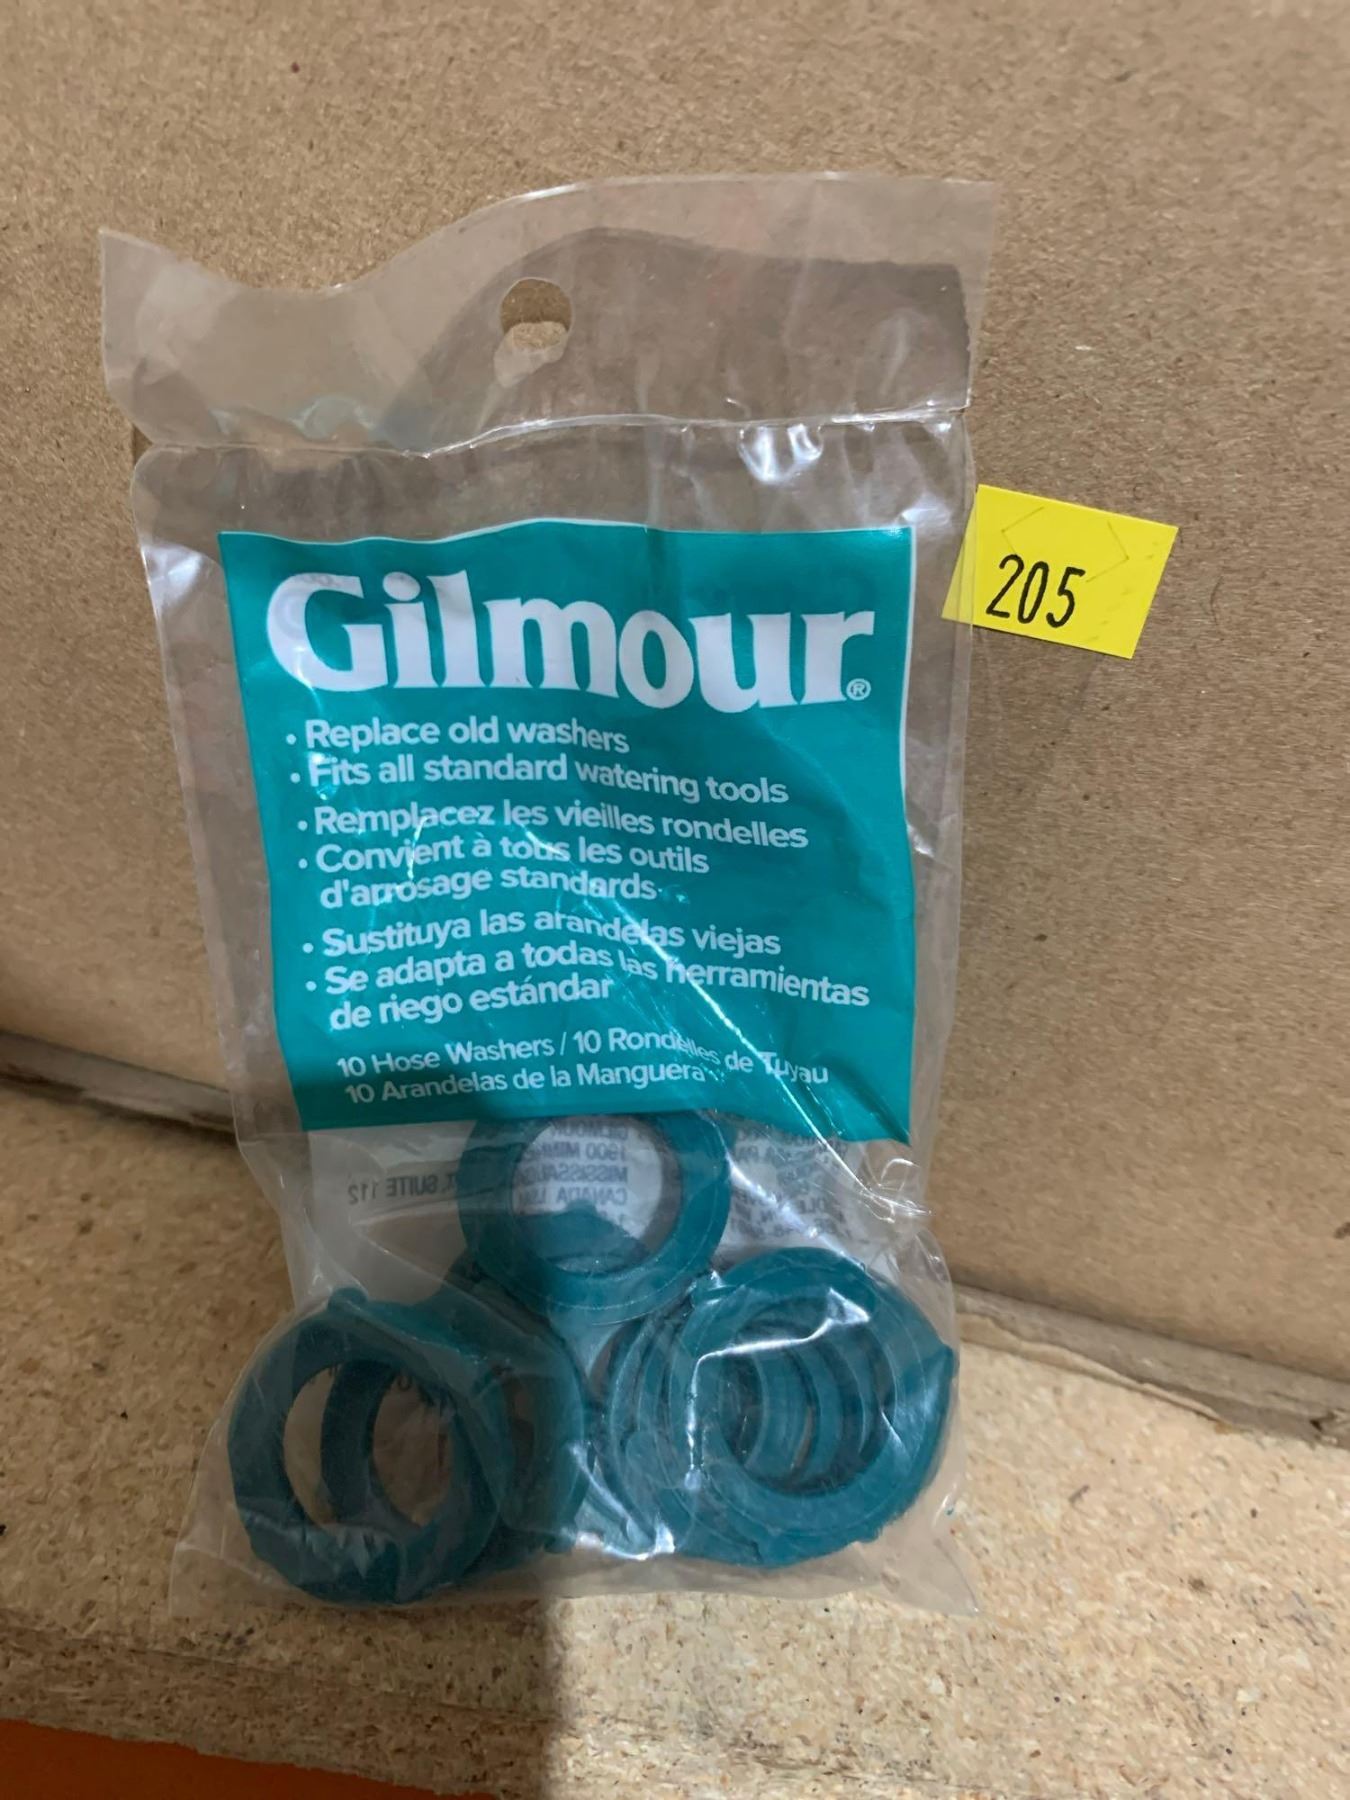 Gilmour®
• Replace old washers
• Fits all standard watering tools
• Remplacez les vieilles rondelles
• Convient à tous les outils
d'arrosage standards
• Sustituya las arandelas viejas
• Se adapta a todas las herramientas
de riego estándar
10 Hose Washers / 10 Rondelles de Tuyau
10 Arandelas de la Manguera
205
SUITE 112